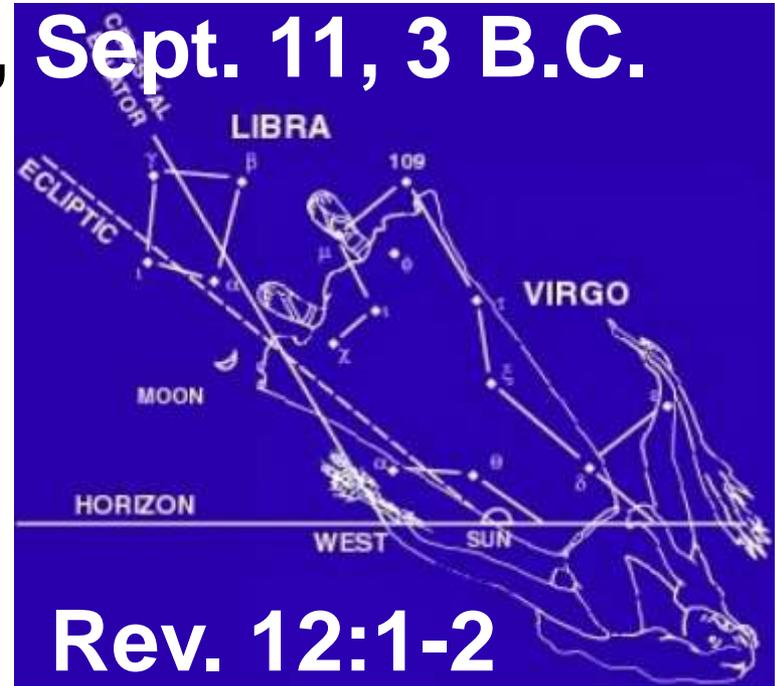 , Sept. 11, 3 B.C.
CELESTIAL
EQUATOR
LIBRA
ECLIPTIC
γ
β
109
μ
φ
ι
α
VIRGO
τ
ι
χ
ζ
MOON
α
θ
δ
ε
HORIZON
WEST
SUN
Rev. 12:1-2